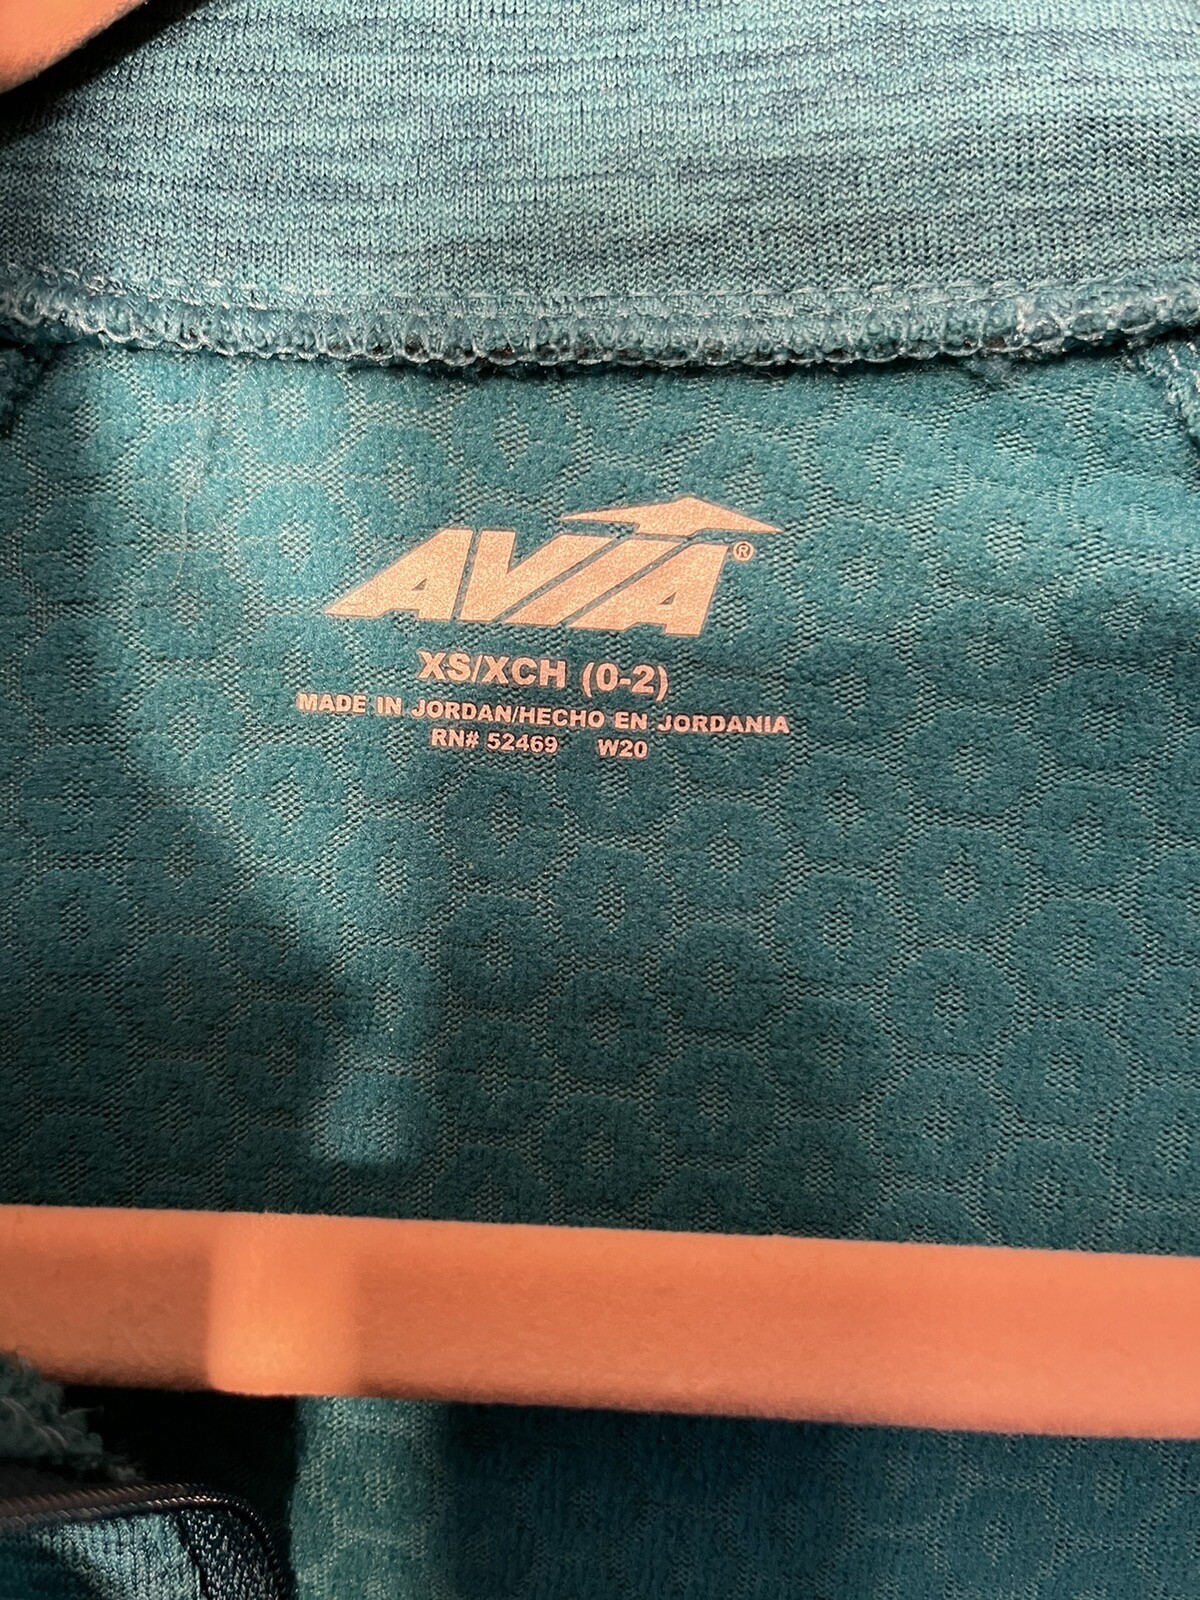 AVIA®
XS/XCH (0-2)
MADE IN JORDAN/HECHO EN JORDANIA
RN# 52469 W20